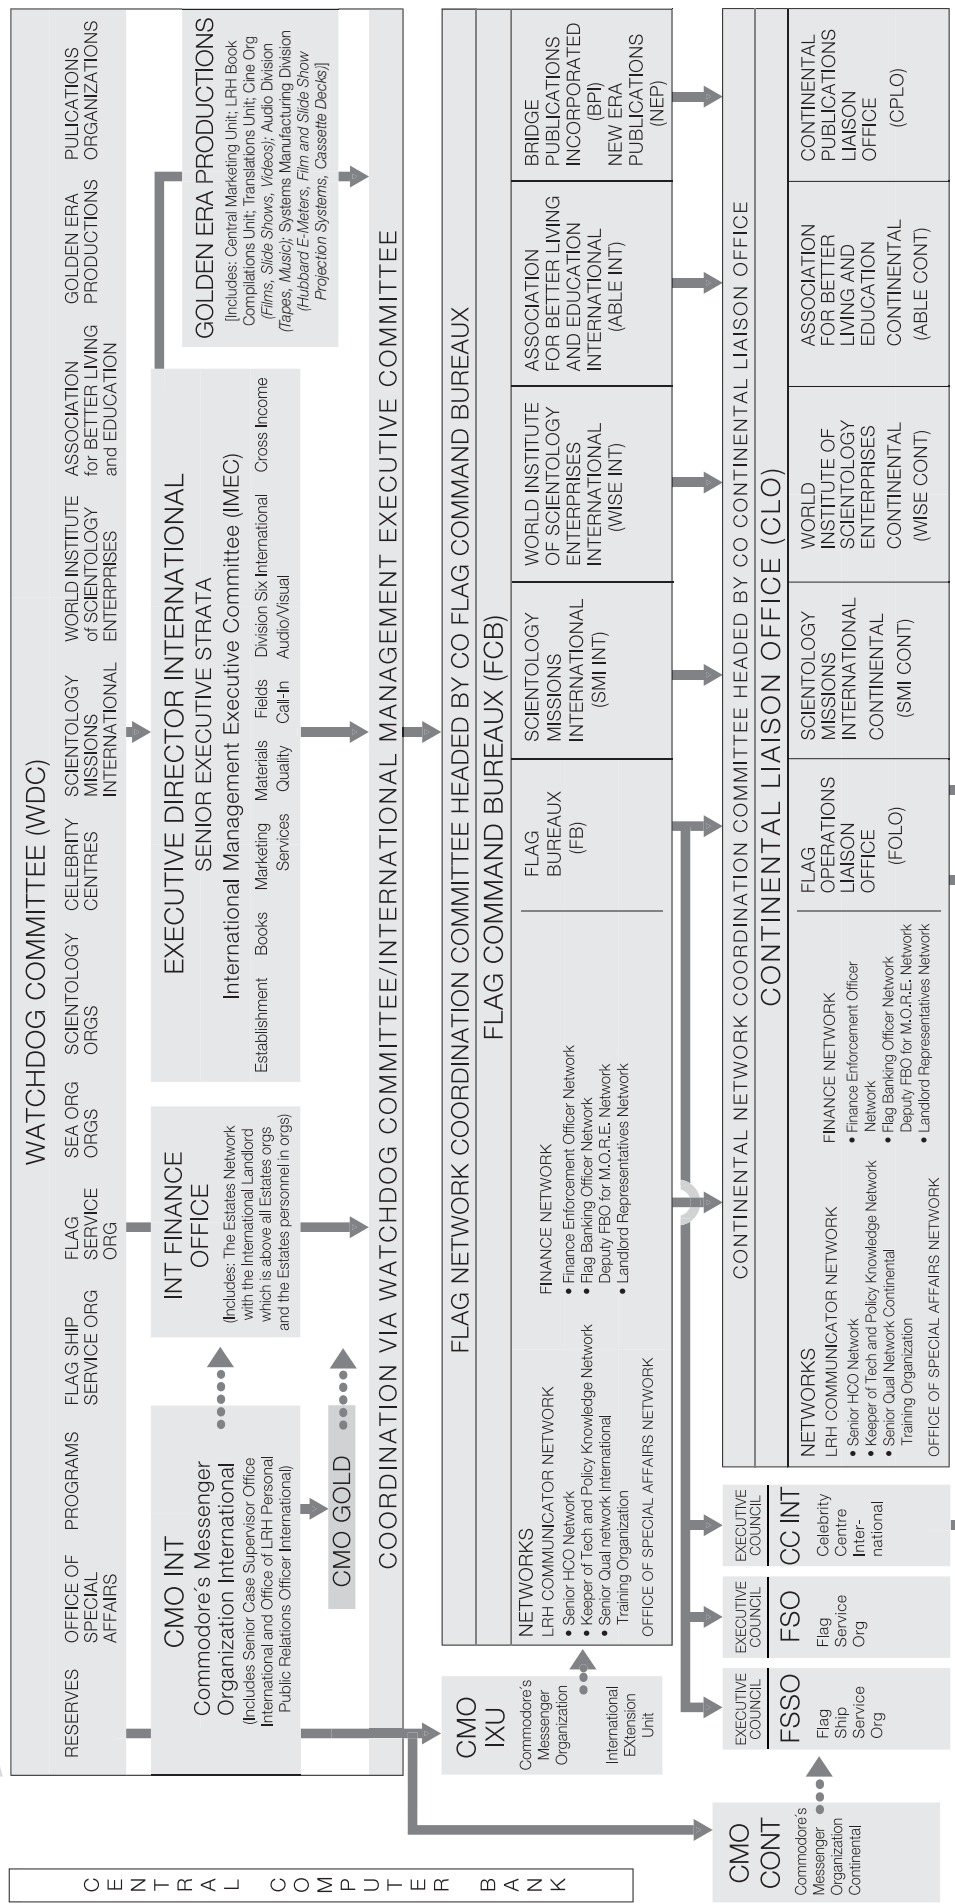 CENTRAL COMPUTER BANK
WATCHDOG COMMITTEE (WDC)
RESERVES
OFFICE OF
SPECIAL
AFFAIRS
PROGRAMS
FLAG SHIP
SERVICE ORG
FLAG
SERVICE
ORG
SEA ORG
ORGS
SCIENTOLOGY
ORGS
CELEBRITY
CENTRES
SCIENTOLOGY
MISSIONS
INTERNATIONAL
WORLD INSTITUTE
of SCIENTOLOGY
ENTERPRISES
ASSOCIATION
for BETTER LIVING
and EDUCATION
GOLDEN ERA
PRODUCTIONS
PULICATIONS
ORGANIZATIONS
CMO INT
Commodore´s Messenger
Organization International
(Includes Senior Case Supervisor Office
International and Office of LRH Personal
Public Relations Officer International)
CMO GOLD
INT FINANCE
OFFICE
(Includes: The Estates Network
with the International Landlord
which is above all Estates orgs
and the Estates personnel in orgs)
EXECUTIVE DIRECTOR INTERNATIONAL
SENIOR EXECUTIVE STRATA
International Management Executive Committee (IMEC)
Establishment Books Marketing Materials Fields Division Six International Cross Income
Services Quality Call-In Audio/Visual
GOLDEN ERA PRODUCTIONS
[Includes: Central Marketing Unit; LRH Book
Compilations Unit; Translations Unit; Cine Org
(Films, Slide Shows, Videos); Audio Division
(Tapes, Music); Systems Manufacturing Division
(Hubbard E-Meters, Film and Slide Show
Projection Systems, Cassette Decks)]
COORDINATION VIA WATCHDOG COMMITTEE/INTERNATIONAL MANAGEMENT EXECUTIVE COMMITTEE
CMO
IXU
Commodore´s
Messenger
Organization
International
EXtension
Unit
FLAG NETWORK COORDINATION COMMITTEE HEADED BY CO FLAG COMMAND BUREAUX
FLAG COMMAND BUREAUX (FCB)
NETWORKS
LRH COMMUNICATOR NETWORK
• Senior HCO Network
• Keeper of Tech and Policy Knowledge Network
• Senior Qual network International
Training Organization
OFFICE OF SPECIAL AFFAIRS NETWORK
FINANCE NETWORK
• Finance Enforcement Officer Network
• Flag Banking Officer Network
Deputy FBO for M.O.R.E. Network
• Landlord Representatives Network
FLAG
BUREAUX
(FB)
SCIENTOLOGY
MISSIONS
INTERNATIONAL
(SMI INT)
WORLD INSTITUTE
OF SCIENTOLOGY
ENTERPRISES
INTERNATIONAL
(WISE INT)
ASSOCIATION
FOR BETTER LIVING
AND EDUCATION
INTERNATIONAL
(ABLE INT)
BRIDGE
PUBLICATIONS
INCORPORATED
(BPI)
NEW ERA
PUBLICATIONS
(NEP)
CMO
CONT
Commodore´s
Messenger
Organization
Continental
EXECUTIVE
COUNCIL
FSSO
Flag
Ship
Service
Org
EXECUTIVE
COUNCIL
FSO
Flag
Service
Org
EXECUTIVE
COUNCIL
CC INT
Celebrity
Centre
Inter-
national
CONTINENTAL NETWORK COORDINATION COMMITTEE HEADED BY CO CONTINENTAL LIAISON OFFICE
CONTINENTAL LIAISON OFFICE (CLO)
NETWORKS
LRH COMMUNICATOR NETWORK
• Senior HCO Network
• Keeper of Tech and Policy Knowledge Network
• Senior Qual Network Continental
Training Organization
OFFICE OF SPECIAL AFFAIRS NETWORK
FINANCE NETWORK
• Finance Enforcement Officer
Network
• Flag Banking Officer Network
Deputy FBO for M.O.R.E. Network
• Landlord Representatives Network
FLAG
OPERATIONS
LIAISON
OFFICE
(FOLO)
SCIENTOLOGY
MISSIONS
INTERNATIONAL
CONTINENTAL
(SMI CONT)
WORLD
INSTITUTE OF
SCIENTOLOGY
ENTERPRISES
CONTINENTAL
(WISE CONT)
ASSOCIATION
FOR BETTER
LIVING AND
EDUCATION
CONTINENTAL
(ABLE CONT)
CONTINENTAL
PUBLICATIONS
LIAISON
OFFICE
(CPLO)